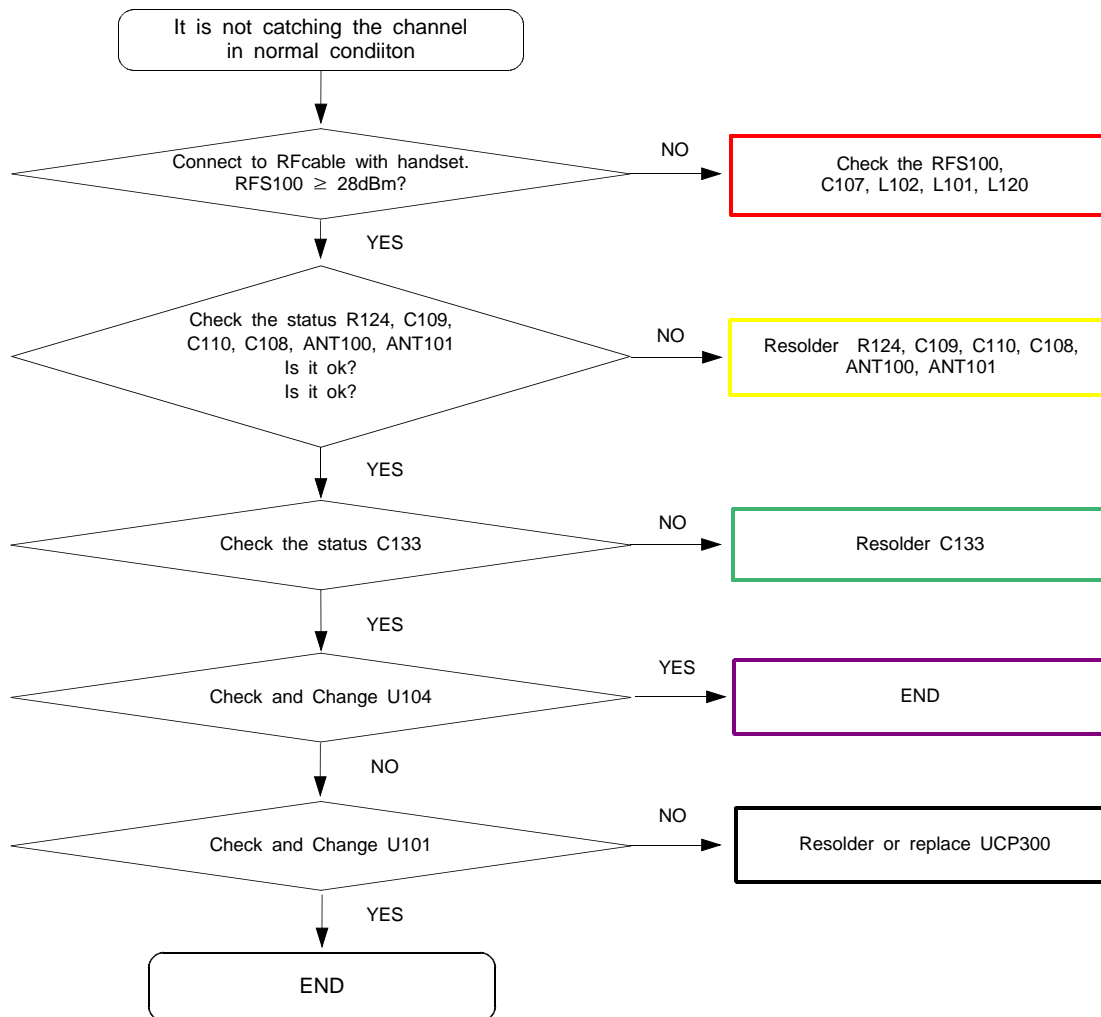 It is not catching the channel
in normal condiiton
Connect to RFcable with handset.
RFS100 ≥ 28dBm?
NO
Check the RFS100,
C107, L102, L101, L120
YES
Check the status R124, C109,
C110, C108, ANT100, ANT101
Is it ok?
Is it ok?
NO
Resolder R124, C109, C110, C108,
ANT100, ANT101
YES
Check the status C133
NO
Resolder C133
YES
Check and Change U104
YES
END
NO
Check and Change U101
NO
Resolder or replace UCP300
YES
END